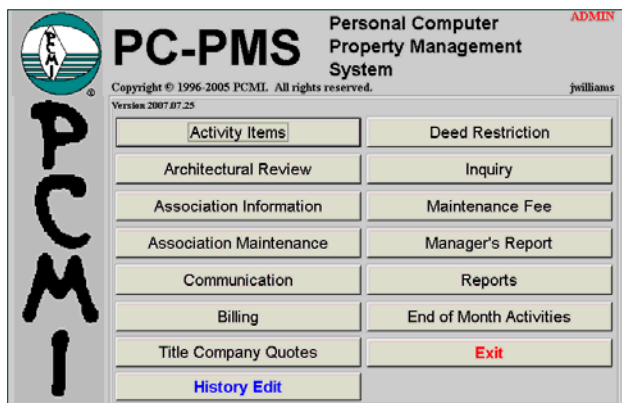 PCMI
PC-PMS
Personal Computer
Property Management
System
ADMIN
Copyright © 1996-2005 PCMI. All rights reserved.
jwilliams
Version 2007.07.25
PCMI
Activity Items
Deed Restriction
Architectural Review
Inquiry
Association Information
Maintenance Fee
Association Maintenance
Manager's Report
Communication
Reports
Billing
End of Month Activities
Title Company Quotes
Exit
History Edit